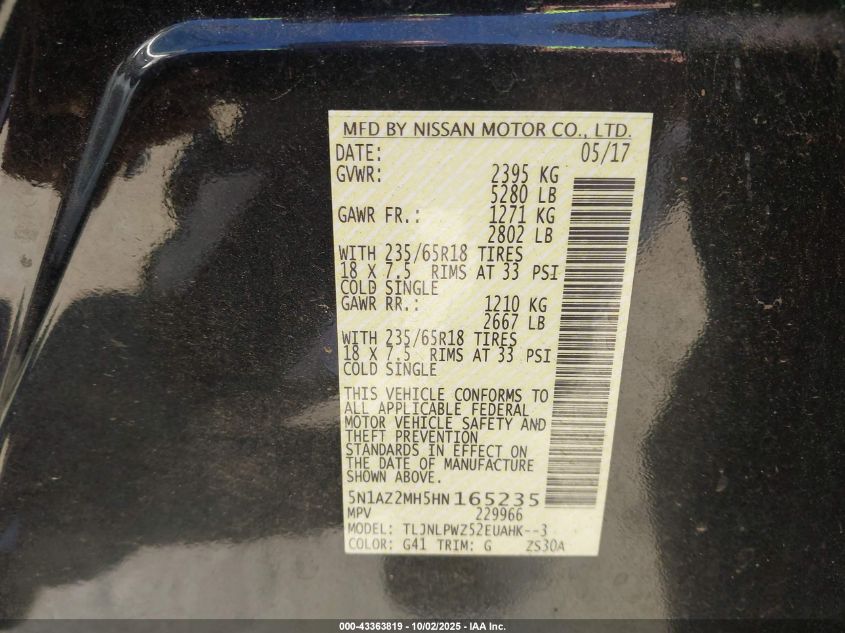 MFD BY NISSAN MOTOR CO., LTD.
DATE: 05/17
GVWR: 2395 KG
5280 LB
GAWR FR.: 1271 KG
2802 LB
WITH 235/65R18 TIRES
18 X 7.5 RIMS AT 33 PSI
COLD SINGLE
GAWR RR.: 1210 KG
2667 LB
WITH 235/65R18 TIRES
18 X 7.5 RIMS AT 33 PSI
COLD SINGLE
THIS VEHICLE CONFORMS TO
ALL APPLICABLE FEDERAL
MOTOR VEHICLE SAFETY AND
THEFT PREVENTION
STANDARDS IN EFFECT ON
THE DATE OF MANUFACTURE
SHOWN ABOVE.
5N1AZ2MH5HN165235
MPV 229966
MODEL: TLJNLPWZ52EUAHK--3
COLOR: G41 TRIM: G ZS30A
000-43363819 - 10/02/2025 - IAA Inc.